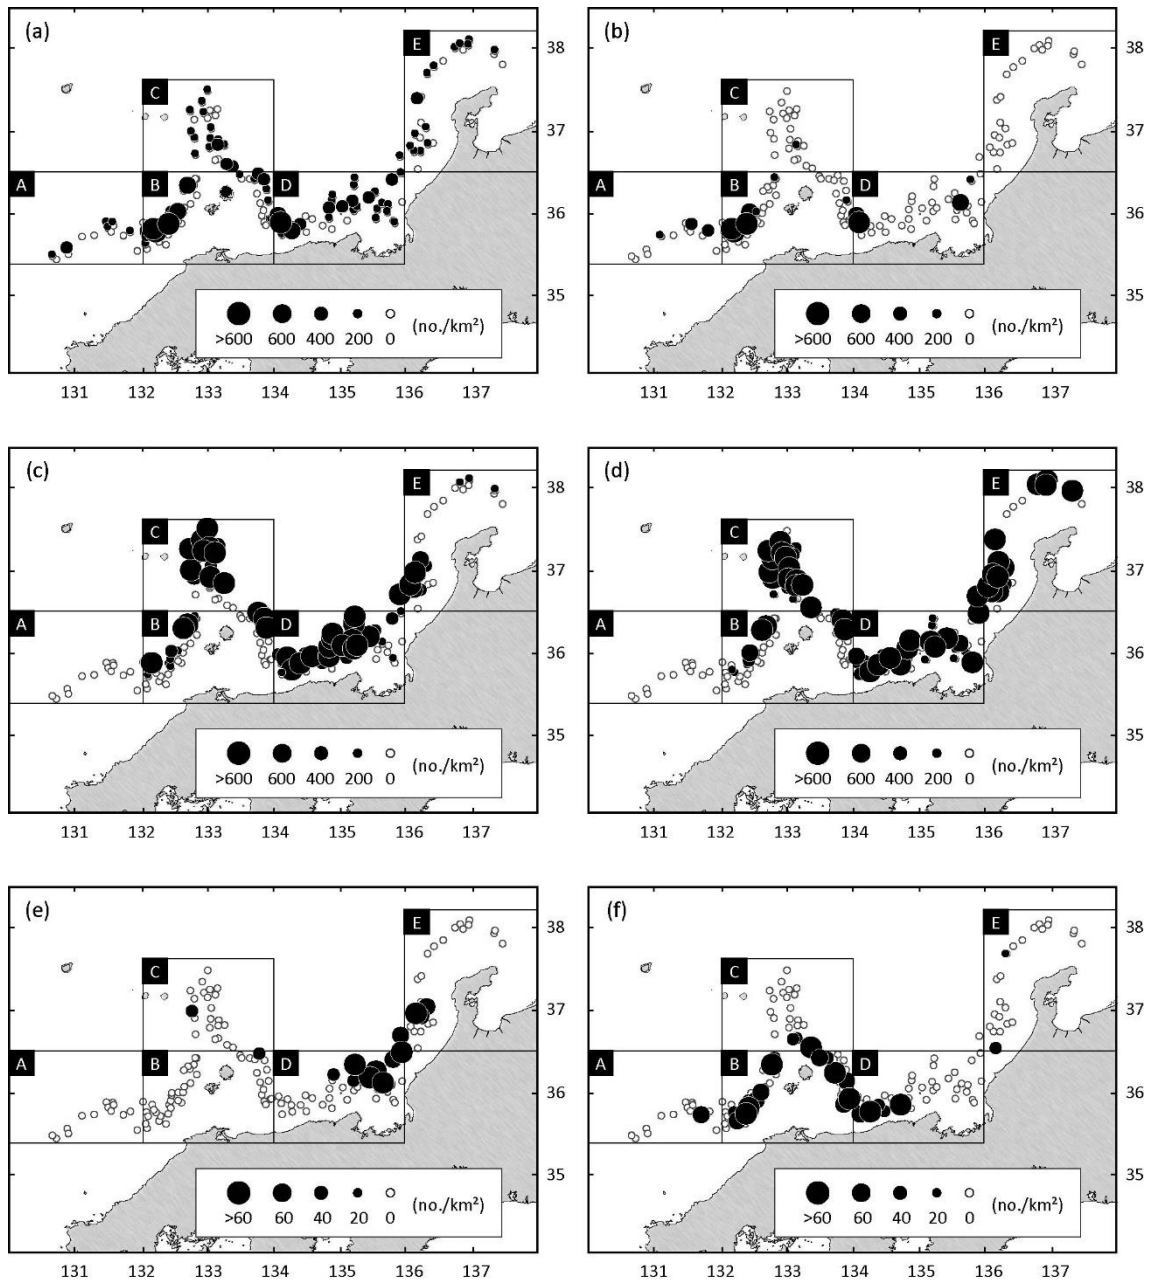 (a)
E
38
C
37
A
B
D
36
35
>600 600 400 200 0 (no./km²)
131 132 133 134 135 136 137
(b)
E
38
C
37
A
B
D
36
35
>600 600 400 200 0 (no./km²)
131 132 133 134 135 136 137
(c)
E
38
C
37
A
B
D
36
35
>600 600 400 200 0 (no./km²)
131 132 133 134 135 136 137
(d)
E
38
C
37
A
B
D
36
35
>600 600 400 200 0 (no./km²)
131 132 133 134 135 136 137
(e)
E
38
C
37
A
B
D
36
35
>60 60 40 20 0 (no./km²)
131 132 133 134 135 136 137
(f)
E
38
C
37
A
B
D
36
35
>60 60 40 20 0 (no./km²)
131 132 133 134 135 136 137